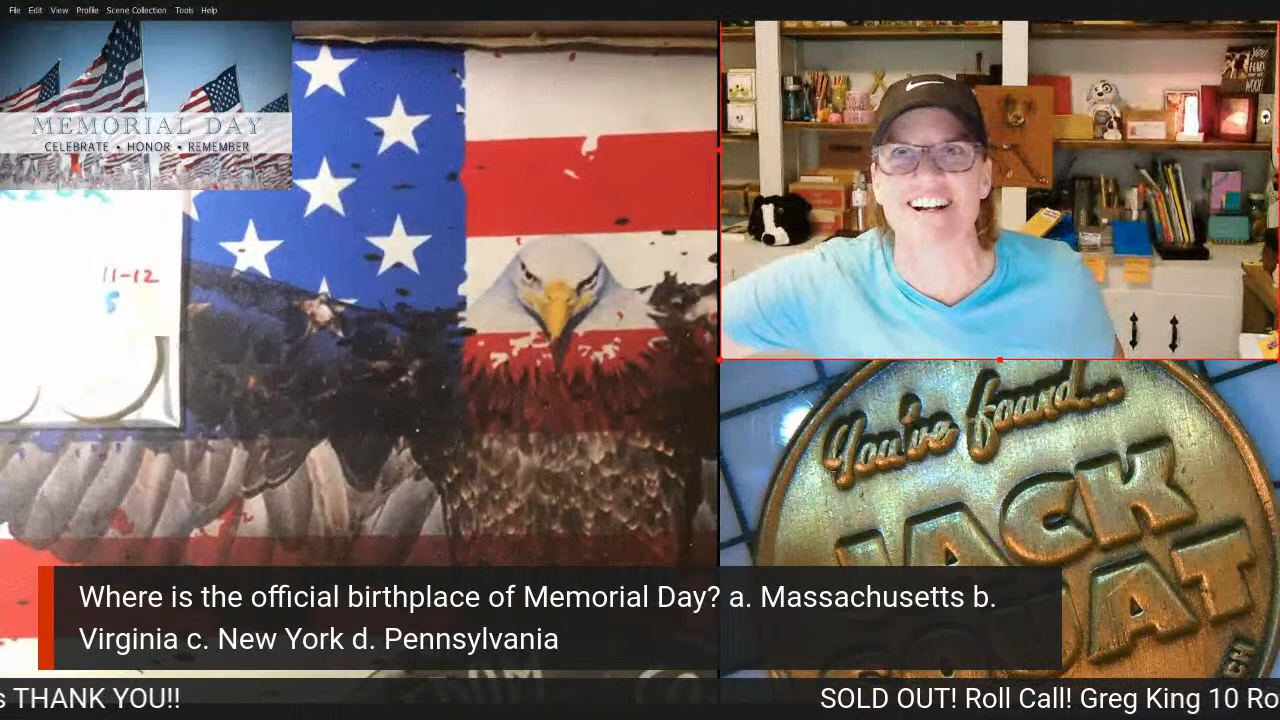 File Edit View Profile Scene Collection Tools Help
MEMORIAL DAY
CELEBRATE • HONOR • REMEMBER
11-12
5
You've found...
JACK
Where is the official birthplace of Memorial Day? a. Massachusetts b.
Virginia c. New York d. Pennsylvania
s THANK YOU!!
SOLD OUT! Roll Call! Greg King 10 Ro